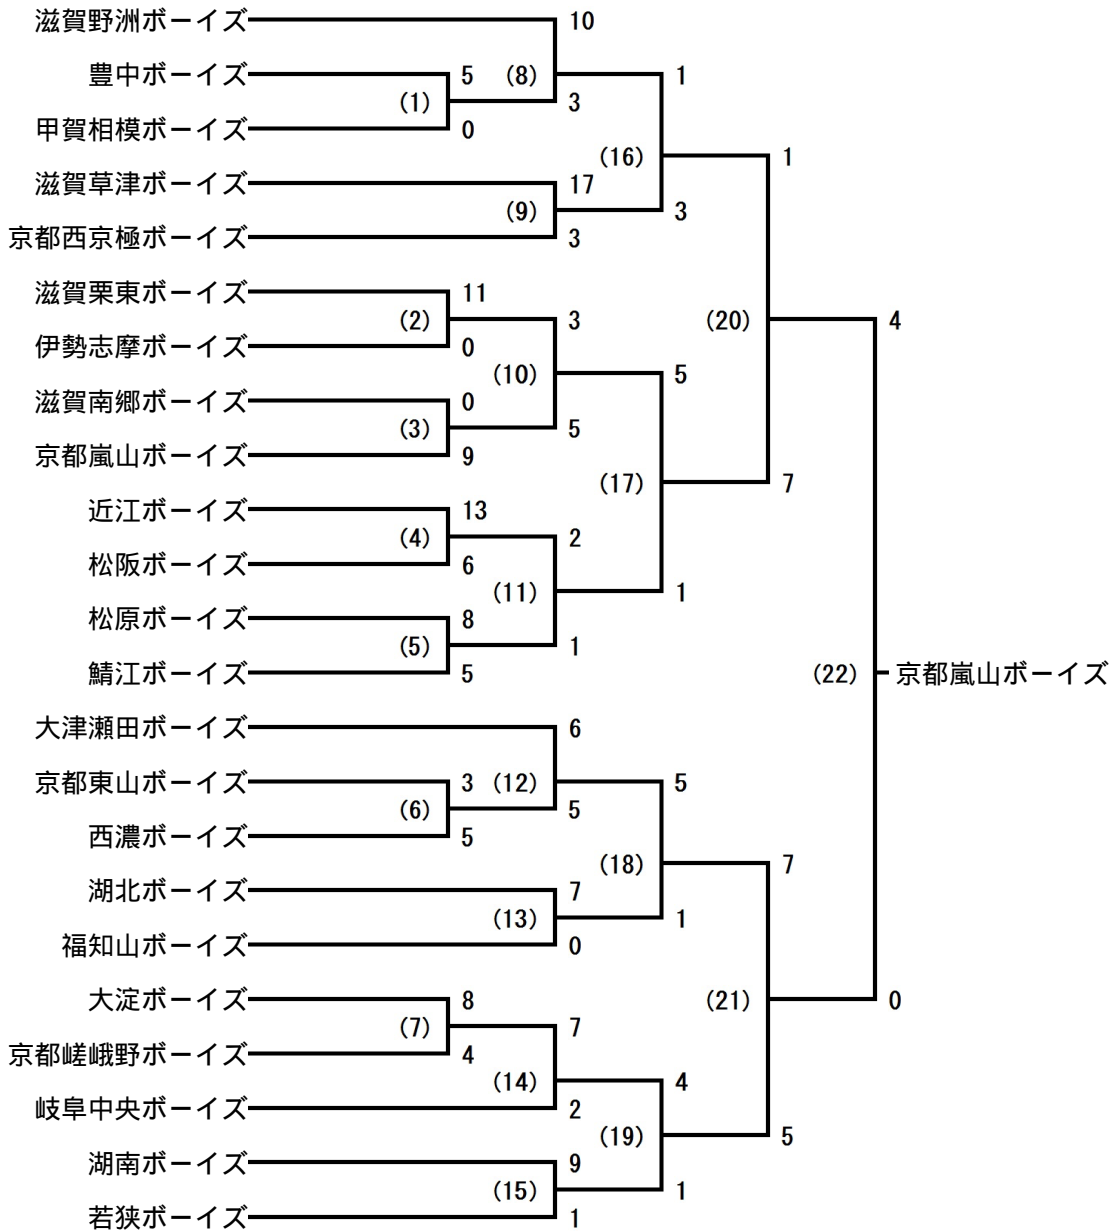 滋賀野洲ボーイズ 10
豊中ボーイズ 5 (8) 1
(1) 3
甲賀相模ボーイズ 0
(16) 1
滋賀草津ボーイズ 17
(9) 3
京都西京極ボーイズ 3
滋賀栗東ボーイズ 11
(2) 3 (20) 4
伊勢志摩ボーイズ 0
(10) 5
滋賀南郷ボーイズ 0
(3) 5
京都嵐山ボーイズ 9
(17) 7
近江ボーイズ 13
(4) 2
松阪ボーイズ 6
(11) 1
松原ボーイズ 8
(5) 1
鯖江ボーイズ 5 (22) 京都嵐山ボーイズ
大津瀬田ボーイズ 6
京都東山ボーイズ 3 (12) 5
(6) 5
西濃ボーイズ 5
(18) 7
湖北ボーイズ 7
(13) 1
福知山ボーイズ 0
大淀ボーイズ 8 (21) 0
(7) 7
京都嵯峨野ボーイズ 4
(14) 4
岐阜中央ボーイズ 2
(19) 5
湖南ボーイズ 9
(15) 1
若狭ボーイズ 1